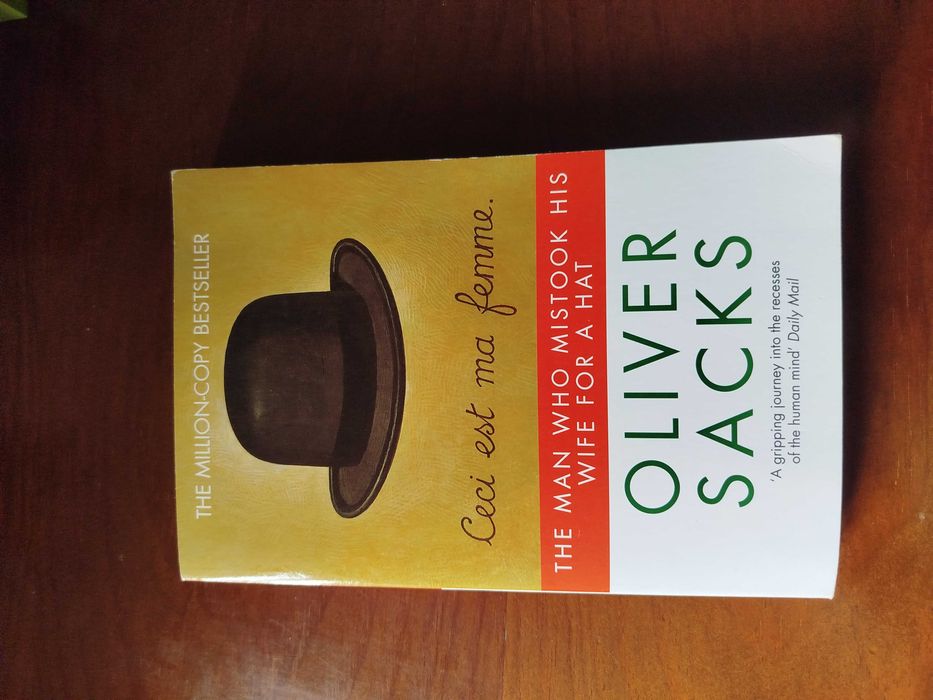 THE MILLION-COPY BESTSELLER
Ceci est ma femme.
THE MAN WHO MISTOOK HIS
WIFE FOR A HAT
OLIVER
SACKS
‘A gripping journey into the recesses
of the human mind’ Daily Mail